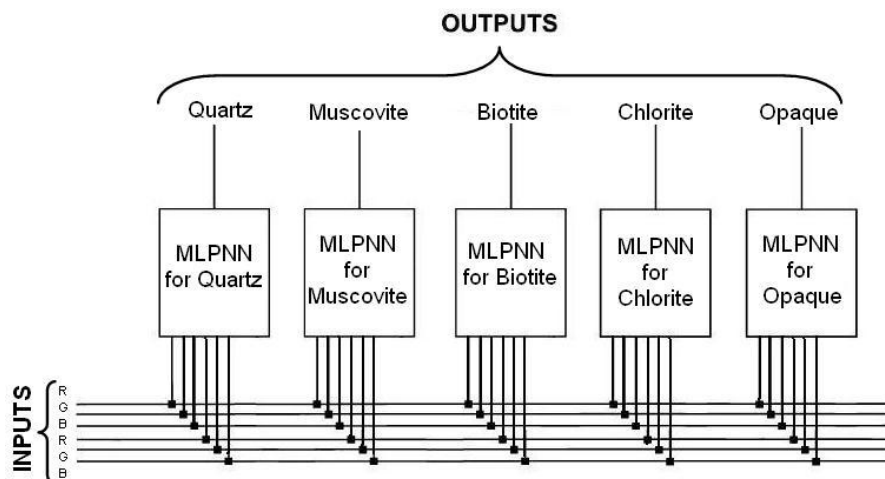 OUTPUTS
Quartz Muscovite Biotite Chlorite Opaque
MLPNN
for Quartz
MLPNN
for
Muscovite
MLPNN
for Biotite
MLPNN
for
Chlorite
MLPNN
for
Opaque
INPUTS
R
G
B
R
G
B